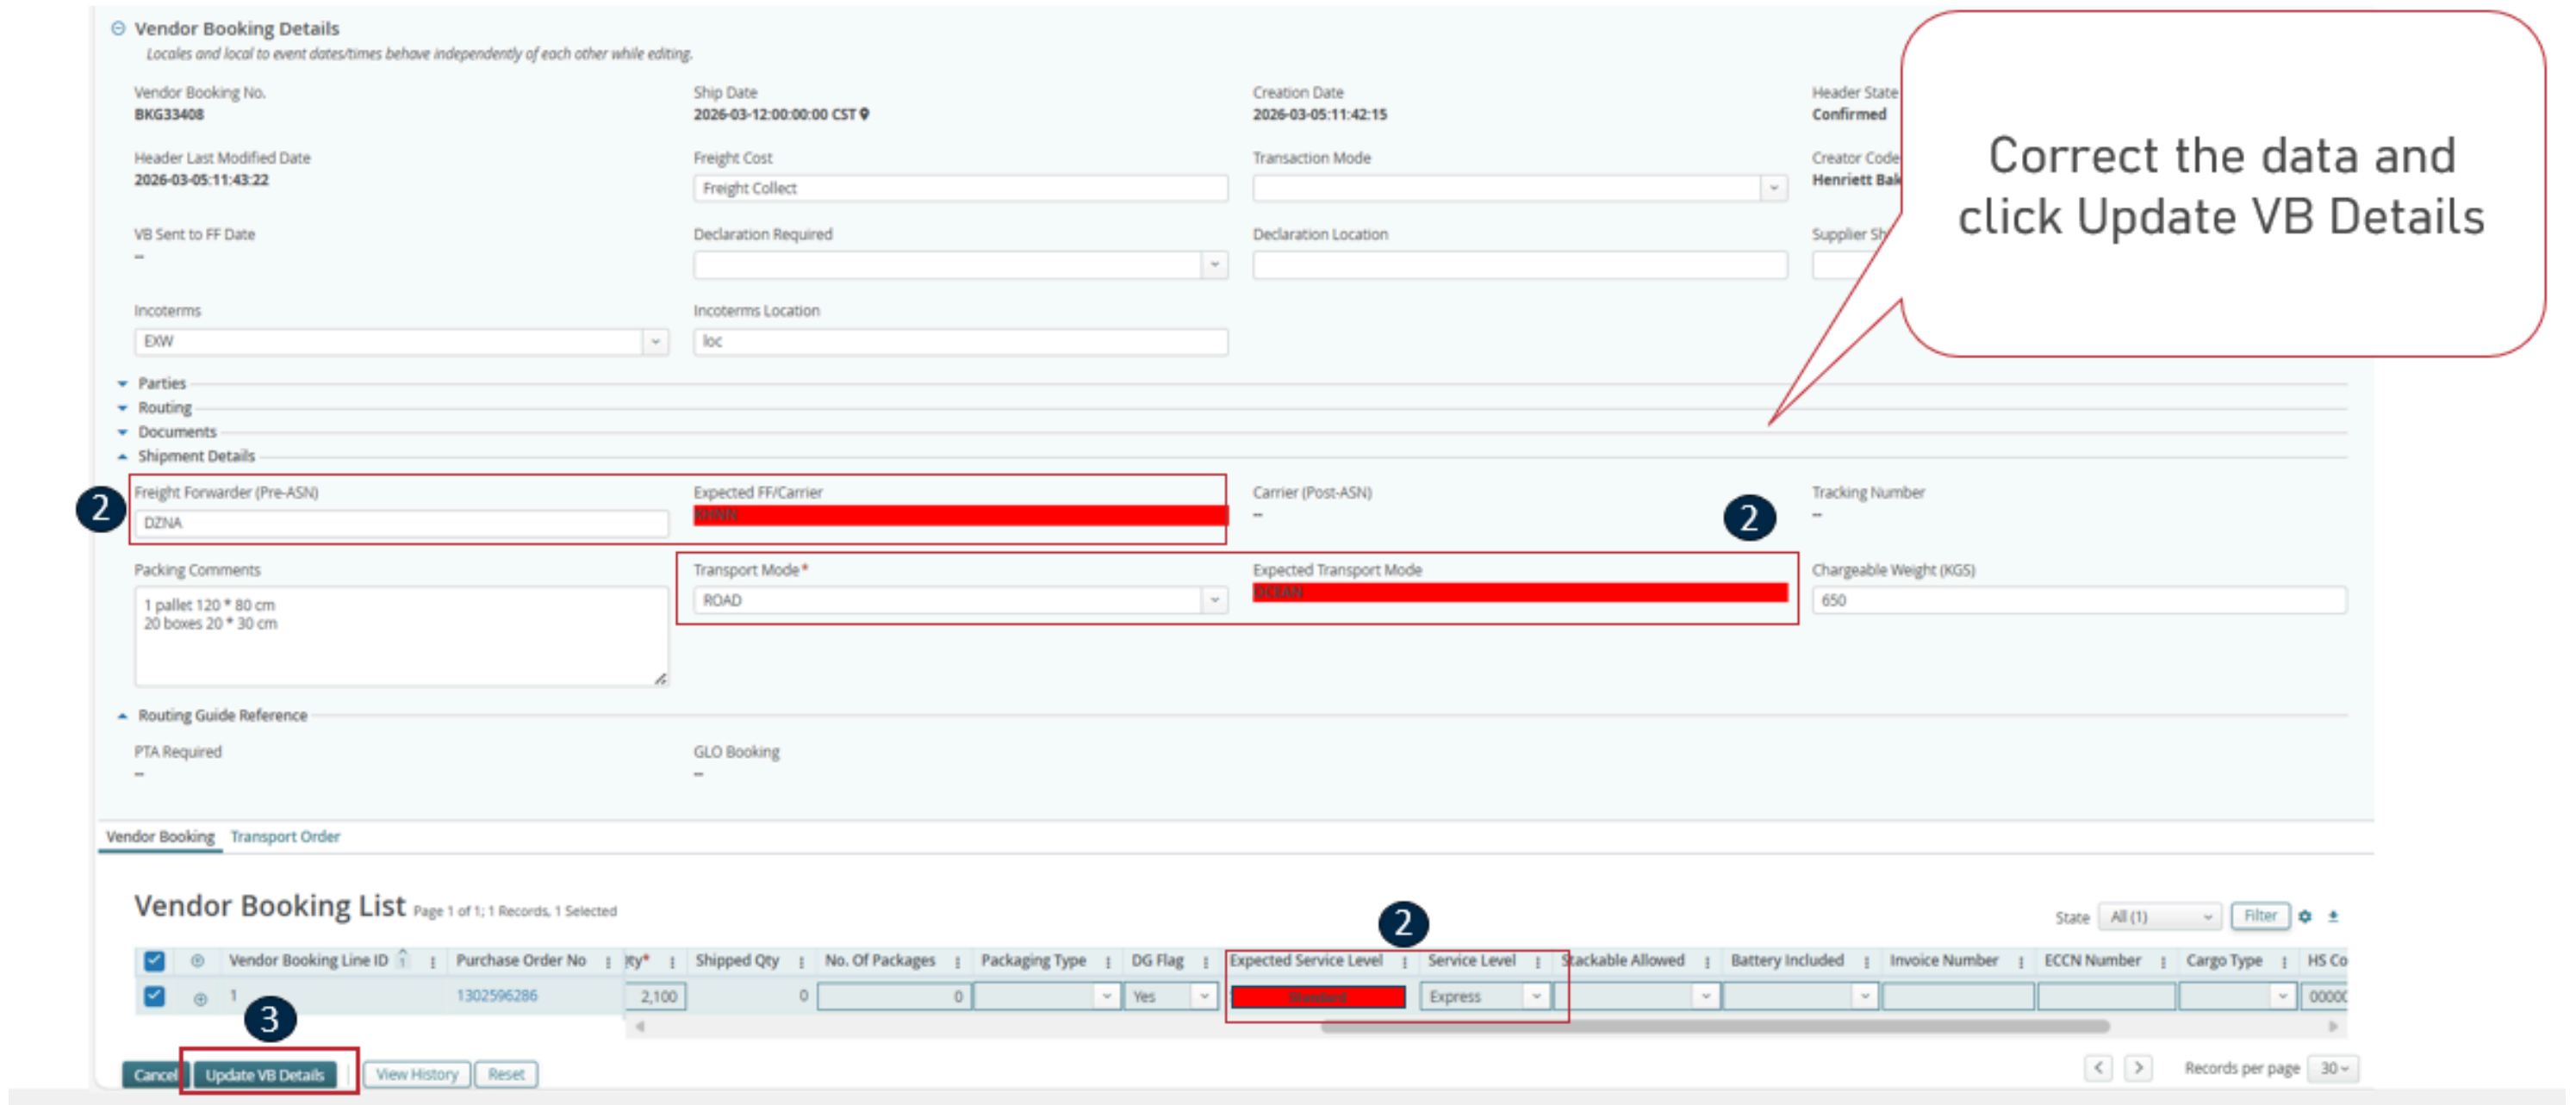 Vendor Booking Details
Locales and local to event dates/times behave independently of each other while editing.
Vendor Booking No.
BKG33408
Ship Date
2026-03-12:00:00:00 CST
Creation Date
2026-03-05:11:42:15
Header State
Confirmed
Header Last Modified Date
2026-03-05:11:43:22
Freight Cost
Freight Collect
Transaction Mode
Creator Code
Henriett
VB Sent to FF Date
--
Declaration Required
Declaration Location
Supplier
Incoterms
EXW
Incoterms Location
loc
Correct the data and
click Update VB Details
Parties
Routing
Documents
Shipment Details
2
Freight Forwarder (Pre-ASN)
DZNA
Expected FF/Carrier
KHNN
Carrier (Post-ASN)
--
2
Tracking Number
--
Packing Comments
1 pallet 120 * 80 cm
20 boxes 20 * 30 cm
Transport Mode*
ROAD
Expected Transport Mode
OCEAN
Chargeable Weight (KGS)
650
Routing Guide Reference
PTA Required
--
GLO Booking
--
Vendor Booking Transport Order
Vendor Booking List Page 1 of 1; 1 Records, 1 Selected
2
State All (1) Filter
Vendor Booking Line ID 1 Purchase Order No Shipped Qty No. Of Packages Packaging Type DG Flag Expected Service Level Service Level Stackable Allowed Battery Included Invoice Number ECCN Number Cargo Type HS Co
1 1302596286 2,100 0 0 Yes Standard Express
3
Cancel Update VB Details View History Reset
Records per page 30